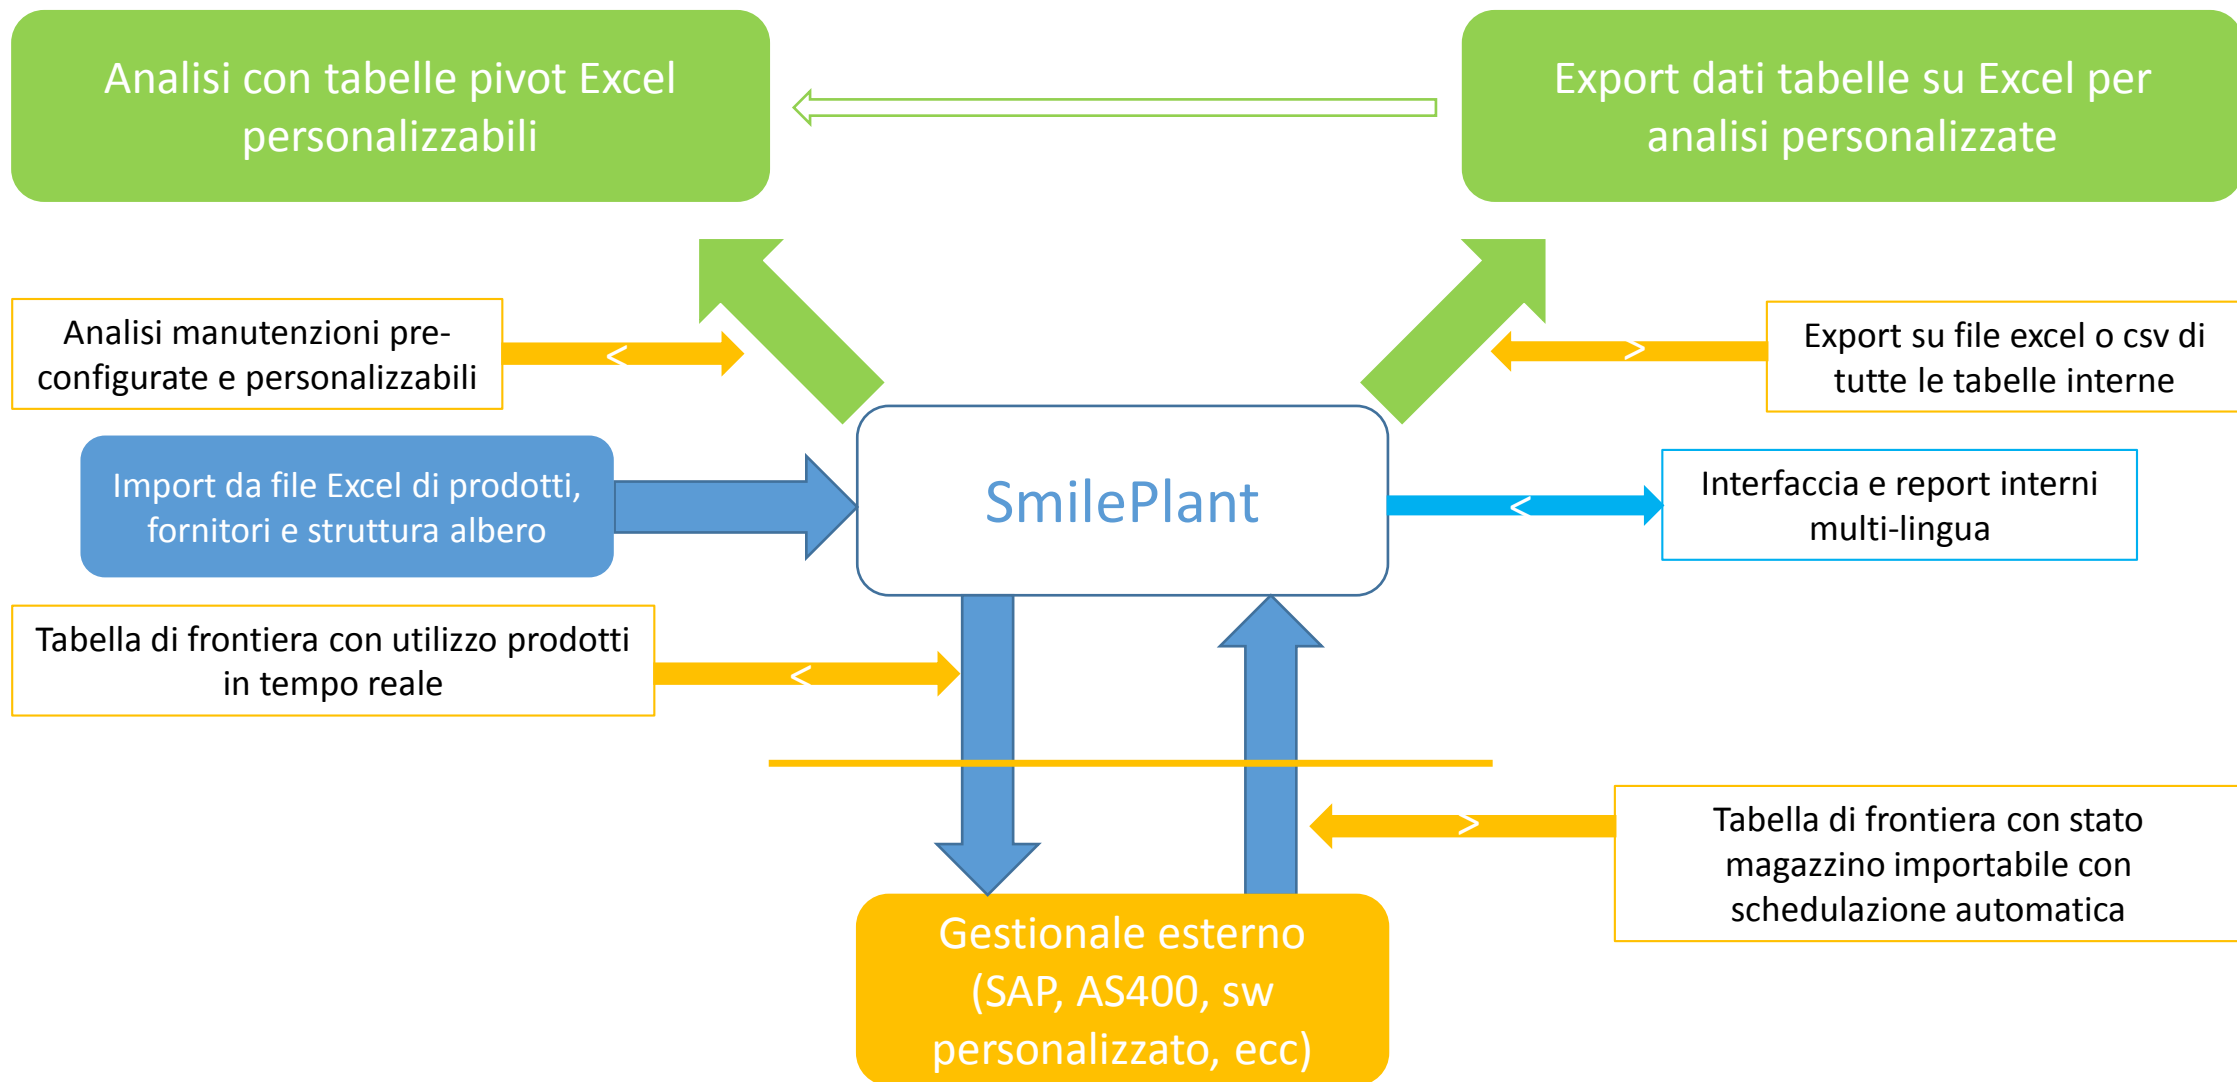 Analisi con tabelle pivot Excel
personalizzabili
Export dati tabelle su Excel per
analisi personalizzate
Analisi manutenzioni pre-
configurate e personalizzabili
<
>
Export su file excel o csv di
tutte le tabelle interne
Import da file Excel di prodotti,
fornitori e struttura albero
SmilePlant
<
Interfaccia e report interni
multi-lingua
Tabella di frontiera con utilizzo prodotti
in tempo reale
<
>
Tabella di frontiera con stato
magazzino importabile con
schedulazione automatica
Gestionale esterno
(SAP, AS400, sw
personalizzato, ecc)